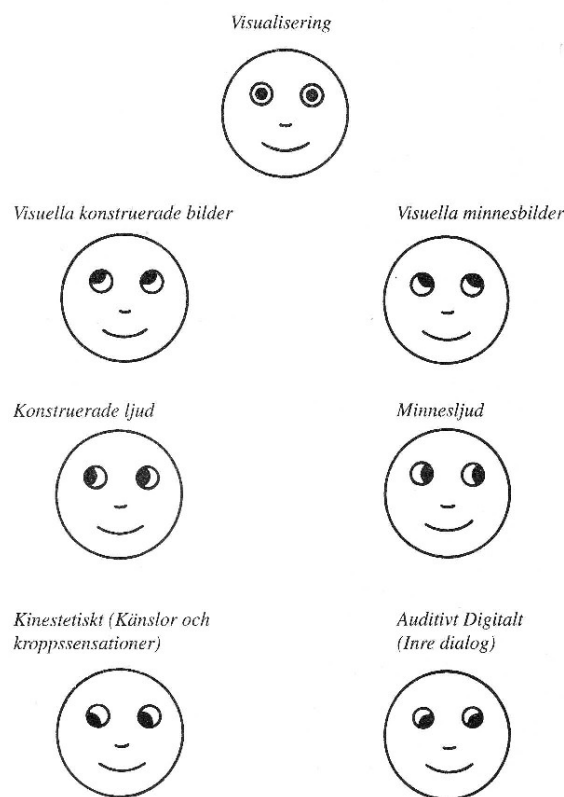 Visualisering
Visuella konstruerade bilder
Visuella minnesbilder
Konstruerade ljud
Minnesljud
Kinestetiskt (Känslor och
kroppssensationer)
Auditivt Digitalt
(Inre dialog)